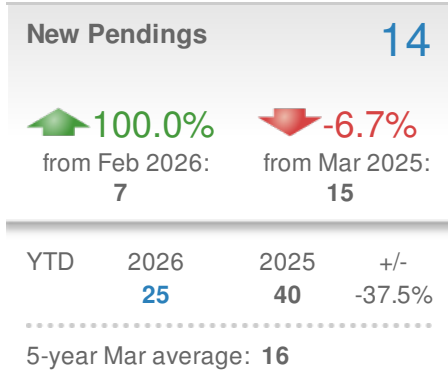 New Pendings 14
100.0% -6.7%
from Feb 2026: from Mar 2025:
7 15
YTD 2026 2025 +/-
25 40 -37.5%
5-year Mar average: 16